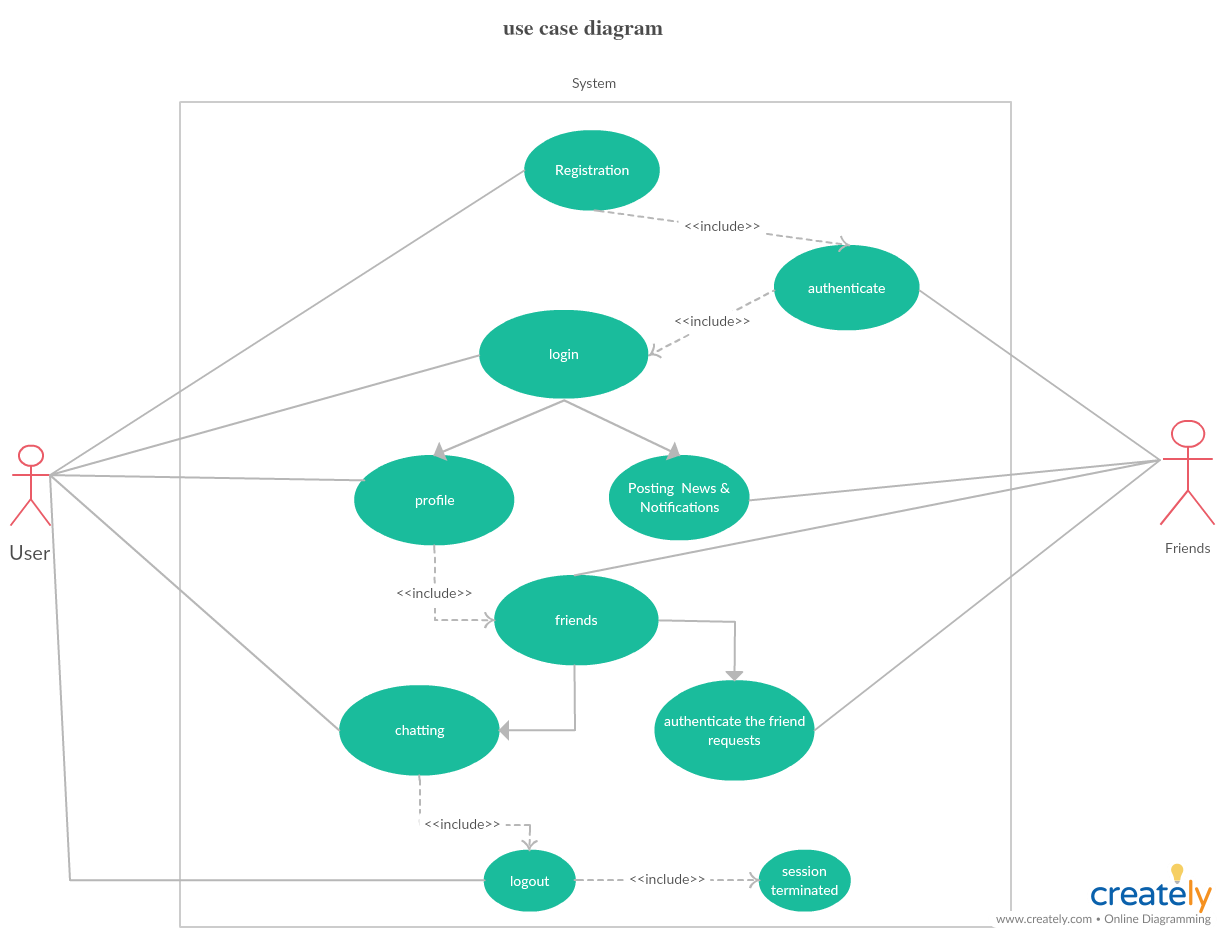 use case diagram
System
Registration
<<include>>
authenticate
<<include>>
login
profile
Posting  News &
Notifications
User
Friends
<<include>>
friends
chatting
authenticate the friend
requests
<<include>>
logout
<<include>>
session
terminated
creately
www.creately.com • Online Diagramming